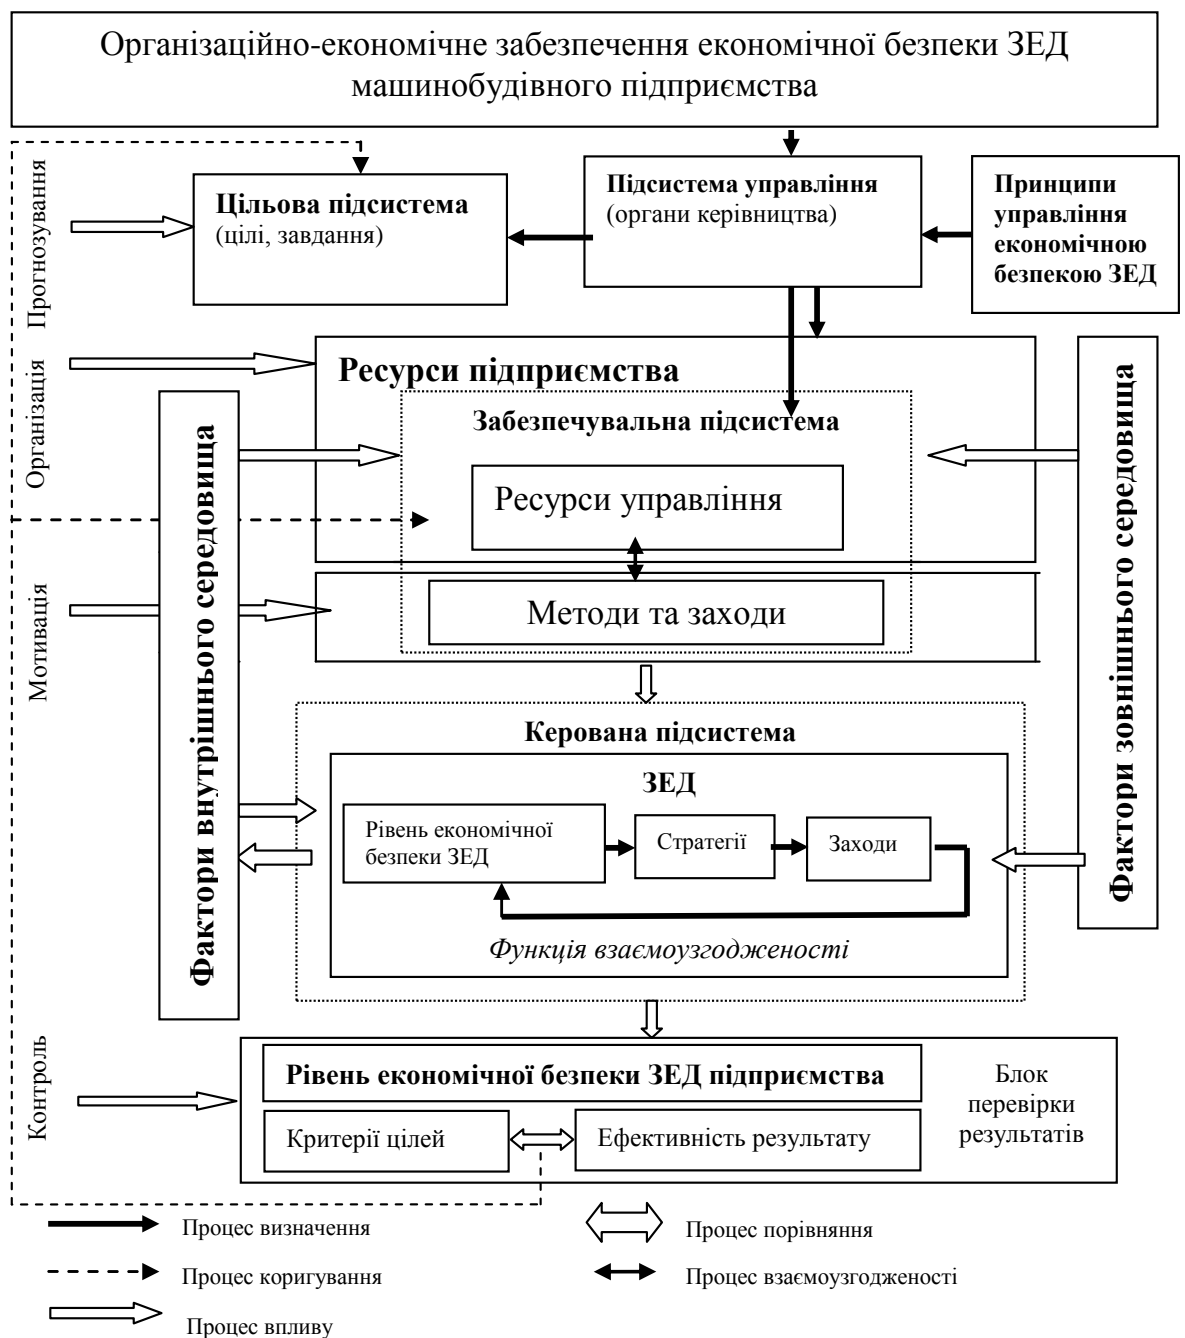 Організаційно-економічне забезпечення економічної безпеки ЗЕД
машинобудівного підприємства
Прогнозування
Цільова підсистема
(цілі, завдання)
Підсистема управління
(органи керівництва)
Принципи
управління
економічною
безпекою ЗЕД
Організація
Ресурси підприємства
Забезпечувальна підсистема
Ресурси управління
Мотивація
Методи та заходи
Фактори внутрішнього середовища
Фактори зовнішнього середовища
Керована підсистема
ЗЕД
Рівень економічної
безпеки ЗЕД
Стратегії
Заходи
Функція взаємоузгодженості
Контроль
Рівень економічної безпеки ЗЕД підприємства
Критерії цілей
Ефективність результату
Блок
перевірки
результатів
Процес визначення
Процес порівняння
Процес коригування
Процес взаємоузгодженості
Процес впливу